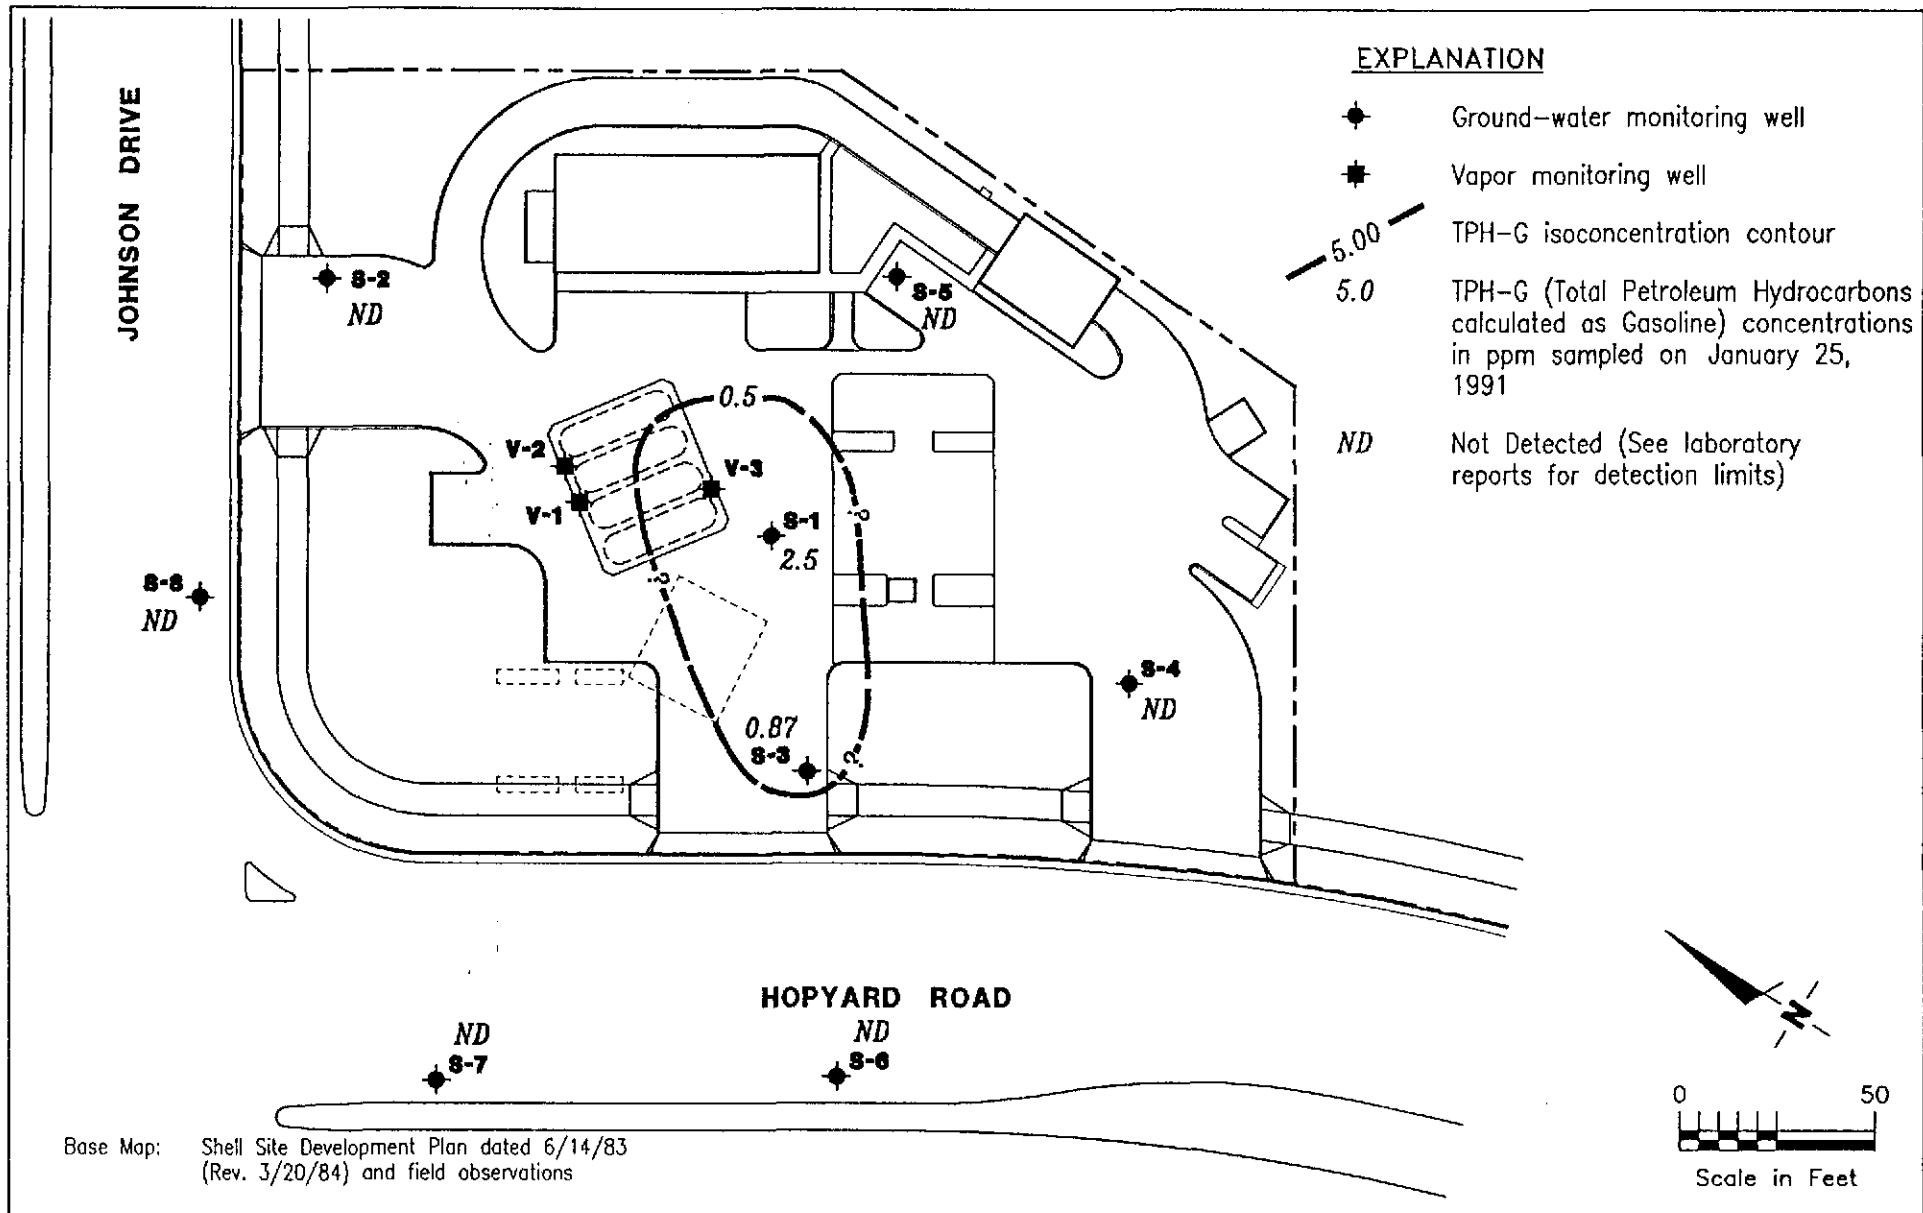 EXPLANATION
Ground-water monitoring well
Vapor monitoring well
5.00 TPH-G isoconcentration contour
5.0 TPH-G (Total Petroleum Hydrocarbons
calculated as Gasoline) concentrations
in ppm sampled on January 25,
1991
ND Not Detected (See laboratory
reports for detection limits)
JOHNSON DRIVE
S-2
ND
S-5
ND
0.5
V-2
V-3
V-1
?
S-1
2.5
?
S-8
ND
S-4
ND
0.87
S-3
?
HOPYARD ROAD
ND
S-7
ND
S-6
N
0 50
Scale in Feet
Base Map: Shell Site Development Plan dated 6/14/83
(Rev. 3/20/84) and field observations